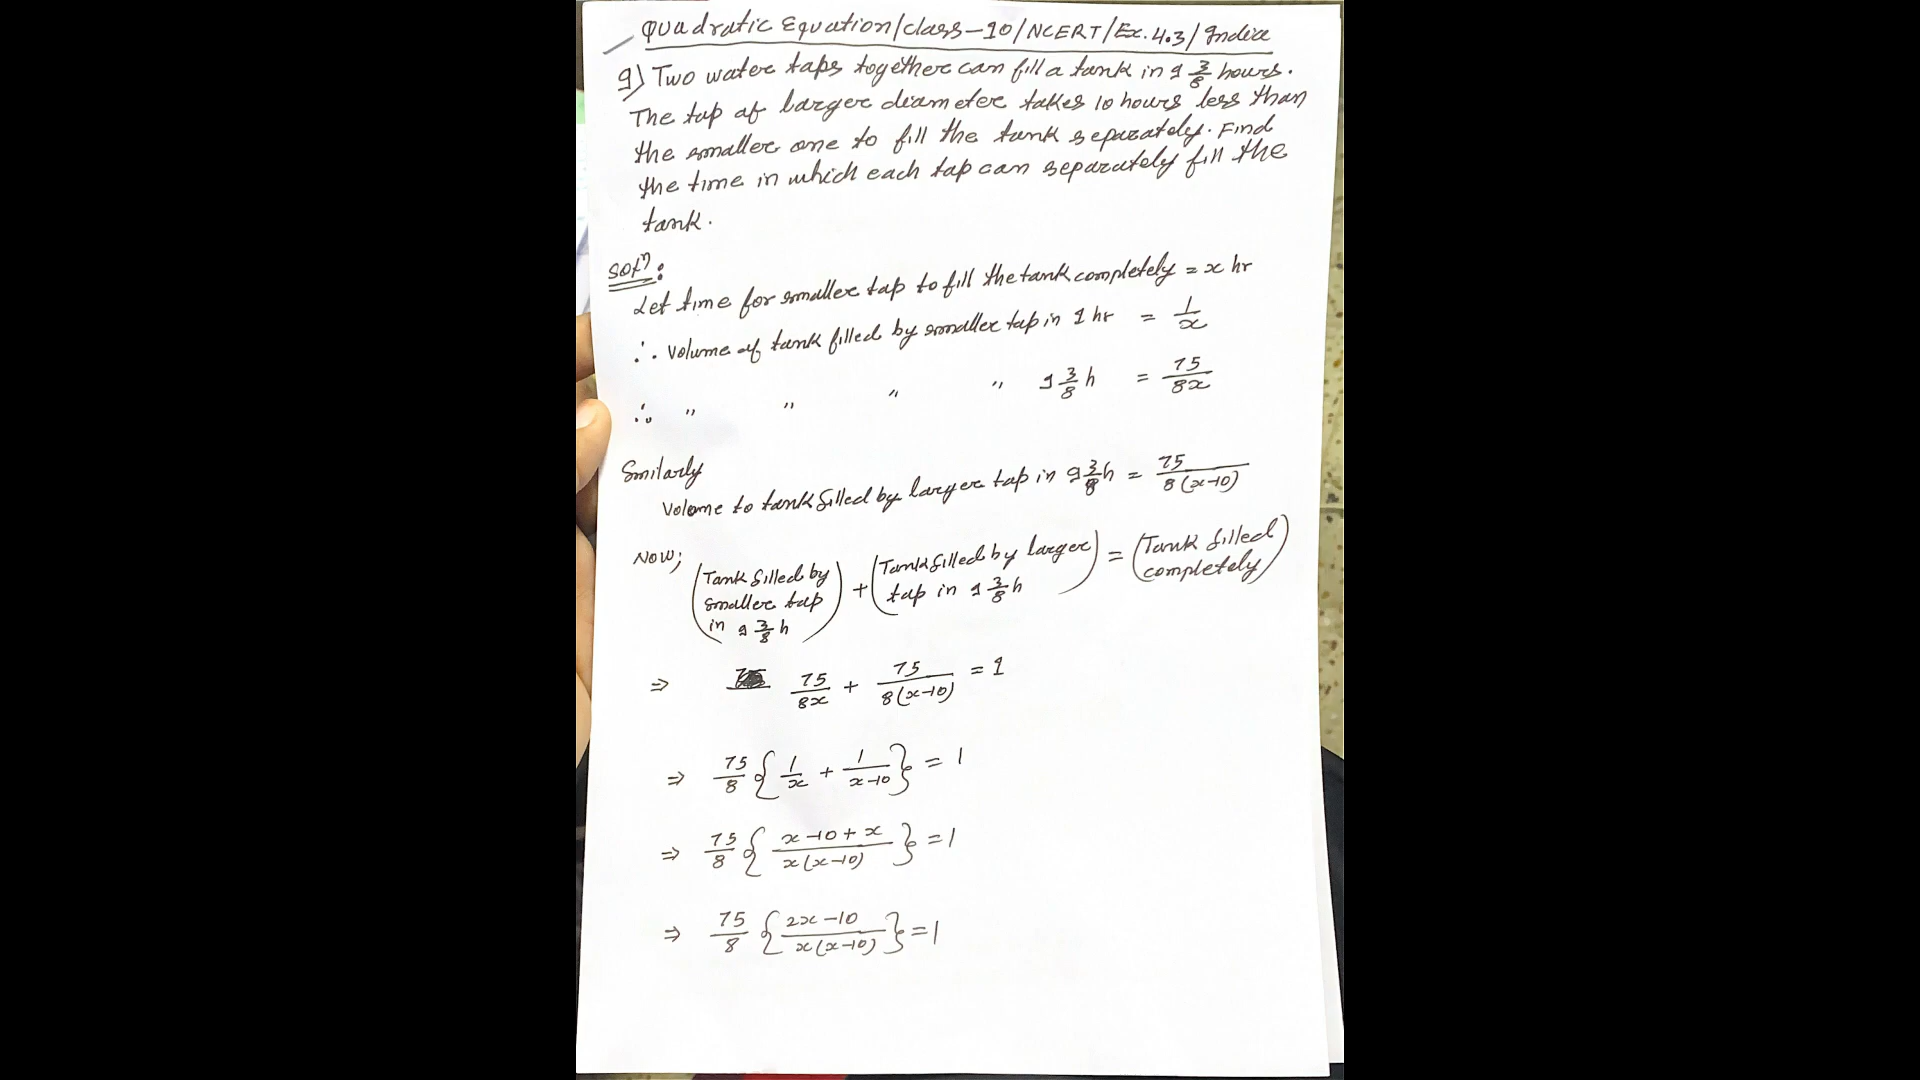 Quadratic Equation/class-10/NCERT/Ex.4.3/India
9) Two water taps together can fill a tank in 9 3/8 hours.
The tap of larger diameter takes 10 hours less than
the smaller one to fill the tank separately. Find
the time in which each tap can separately fill the
tank.
Solⁿ:
Let time for smaller tap to fill the tank completely = x hr
∴ Volume of tank filled by smaller tap in 1 hr = 1/x
∴ " " " " 9 3/8 h = 75/8x
Smilarly
Volume to tank filled by larger tap in 9 3/8 h = 75/8(x-10)
Now; (Tank filled by smaller tap in 9 3/8 h) + (Tank filled by larger tap in 9 3/8 h) = (Tank filled completely)
⇒ 75/8x + 75/8(x-10) = 1
⇒ 75/8 {1/x + 1/x-10} = 1
⇒ 75/8 {x-10+x/x(x-10)} = 1
⇒ 75/8 {2x-10/x(x-10)} = 1